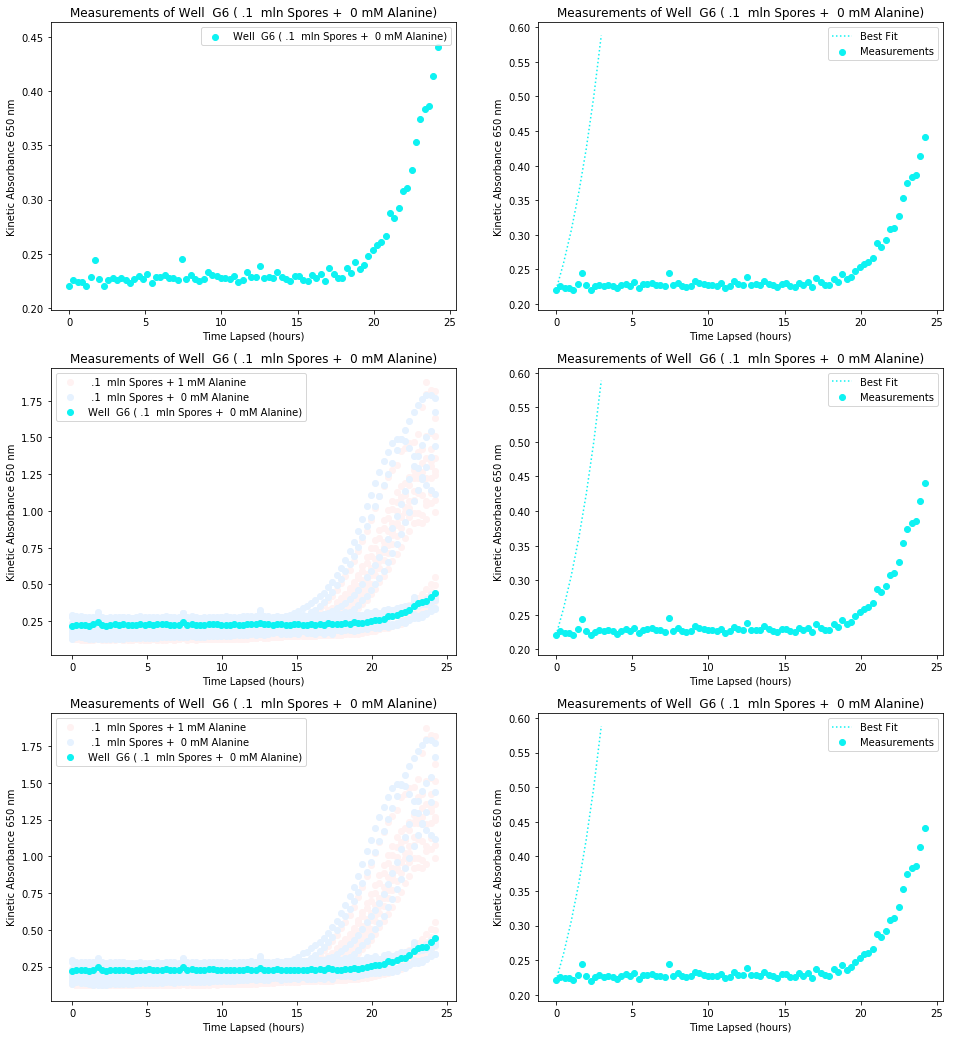 Measurements of Well  G6 ( .1  mln Spores +  0 mM Alanine)
Well  G6 ( .1  mln Spores +  0 mM Alanine)
Kinetic Absorbance 650 nm
0.45
0.40
0.35
0.30
0.25
0.20
0 5 10 15 20 25
Time Lapsed (hours)
Measurements of Well  G6 ( .1  mln Spores +  0 mM Alanine)
Best Fit
Measurements
Kinetic Absorbance 650 nm
0.60
0.55
0.50
0.45
0.40
0.35
0.30
0.25
0.20
0 5 10 15 20 25
Time Lapsed (hours)
Measurements of Well  G6 ( .1  mln Spores +  0 mM Alanine)
.1  mln Spores + 1 mM Alanine
.1  mln Spores +  0 mM Alanine
Well  G6 ( .1  mln Spores +  0 mM Alanine)
Kinetic Absorbance 650 nm
1.75
1.50
1.25
1.00
0.75
0.50
0.25
0 5 10 15 20 25
Time Lapsed (hours)
Measurements of Well  G6 ( .1  mln Spores +  0 mM Alanine)
Best Fit
Measurements
Kinetic Absorbance 650 nm
0.60
0.55
0.50
0.45
0.40
0.35
0.30
0.25
0.20
0 5 10 15 20 25
Time Lapsed (hours)
Measurements of Well  G6 ( .1  mln Spores +  0 mM Alanine)
.1  mln Spores + 1 mM Alanine
.1  mln Spores +  0 mM Alanine
Well  G6 ( .1  mln Spores +  0 mM Alanine)
Kinetic Absorbance 650 nm
1.75
1.50
1.25
1.00
0.75
0.50
0.25
0 5 10 15 20 25
Time Lapsed (hours)
Measurements of Well  G6 ( .1  mln Spores +  0 mM Alanine)
Best Fit
Measurements
Kinetic Absorbance 650 nm
0.60
0.55
0.50
0.45
0.40
0.35
0.30
0.25
0.20
0 5 10 15 20 25
Time Lapsed (hours)